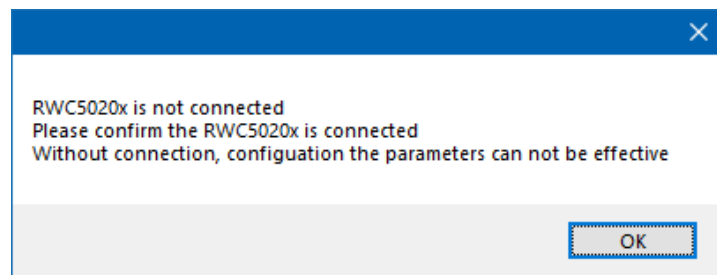 RWC5020x is not connected
Please confirm the RWC5020x is connected
Without connection, configuation the parameters can not be effective
OK